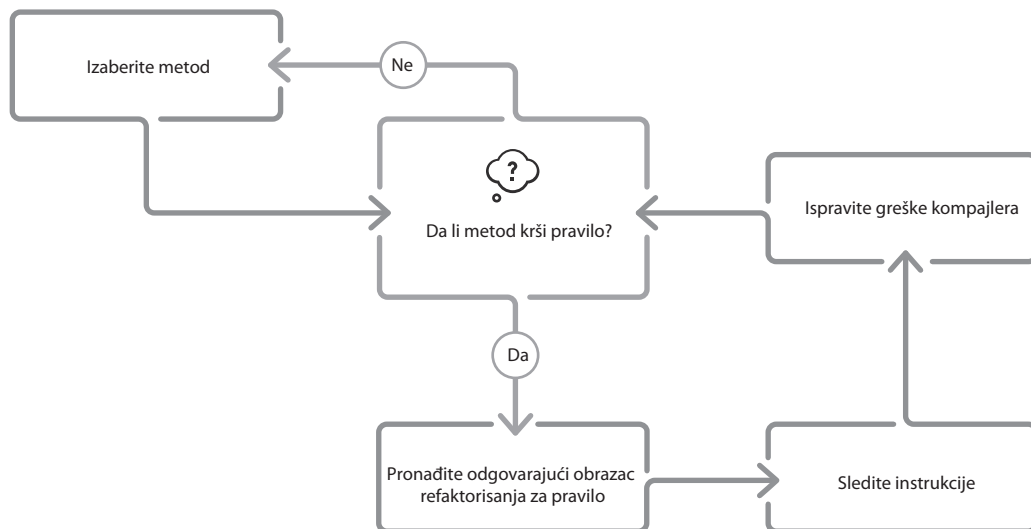 Izaberite metod
Ne
?
Da li metod krši pravilo?
Ispravite greške kompajlera
Da
Pronađite odgovarajući obrazac
refaktorisanja za pravilo
Sledite instrukcije